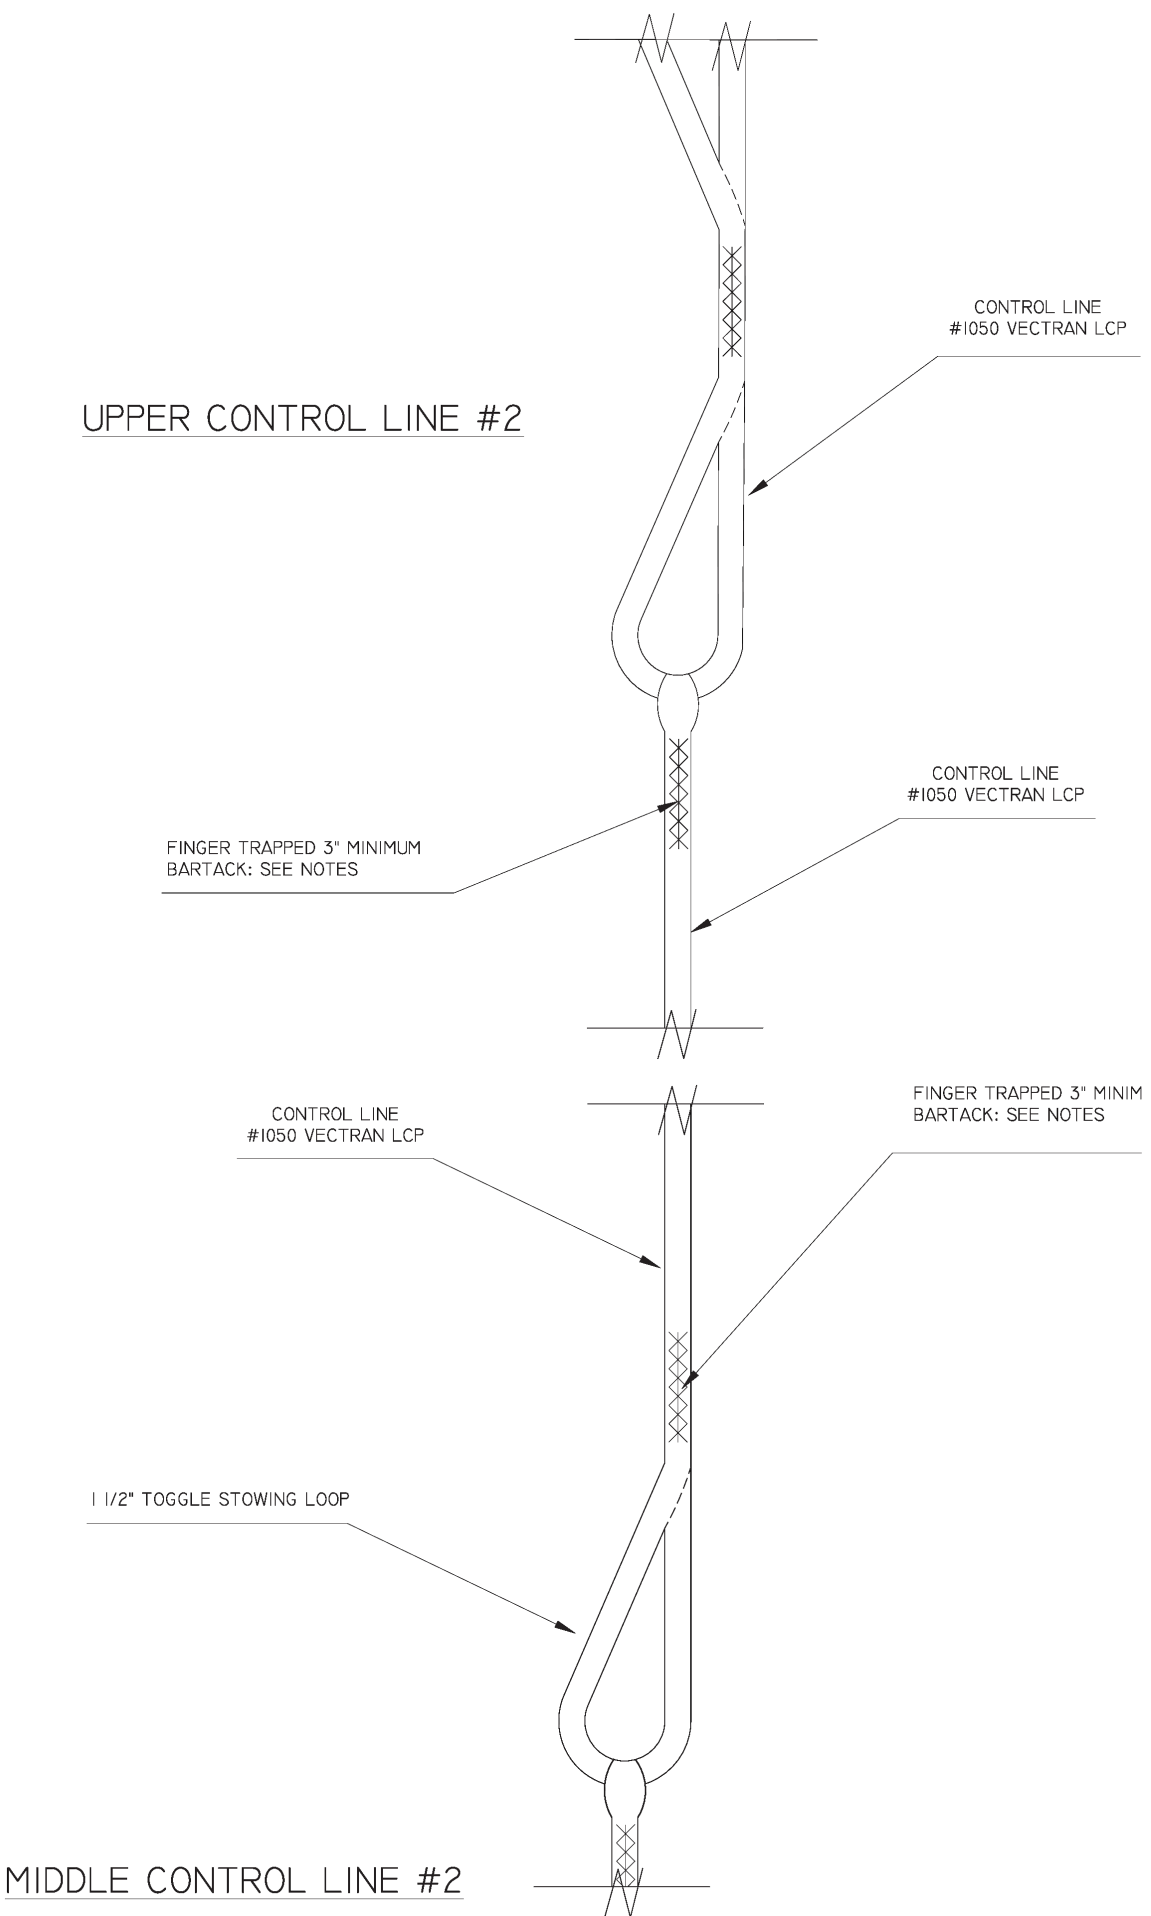 CONTROL LINE
#1050 VECTRAN LCP
UPPER CONTROL LINE #2
CONTROL LINE
#1050 VECTRAN LCP
FINGER TRAPPED 3" MINIMUM
BARTACK: SEE NOTES
FINGER TRAPPED 3" MINIM
BARTACK: SEE NOTES
CONTROL LINE
#1050 VECTRAN LCP
1 1/2" TOGGLE STOWING LOOP
MIDDLE CONTROL LINE #2